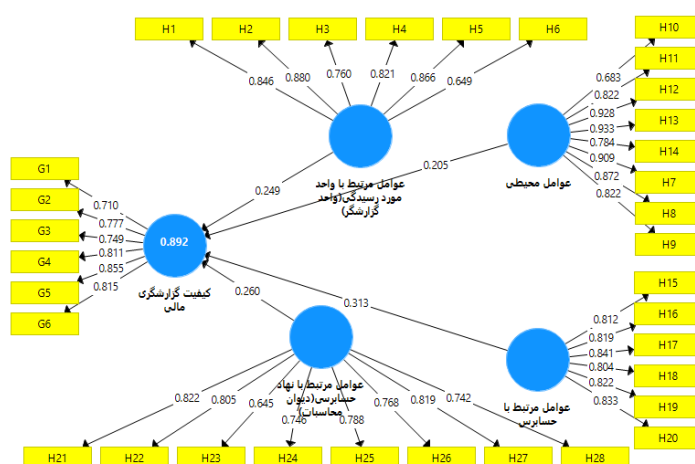 H1
H2
H3
H4
H5
H6
0.846
0.880
0.760
0.821
0.866
0.649
عوامل مرتبط با واحد
مورد رسیدگی(واحد
گزارشگر)
H10
H11
H12
H13
H14
H7
H8
H9
0.683
0.822
0.928
0.933
0.784
0.909
0.872
0.822
عوامل محیطی
0.205
0.249
G1
G2
G3
G4
G5
G6
0.710
0.777
0.749
0.811
0.855
0.815
0.892
کیفیت گزارشگری
مالی
0.260
0.313
H15
H16
H17
H18
H19
H20
0.812
0.819
0.841
0.804
0.822
0.833
عوامل مرتبط با
حسابرس
عوامل مرتبط با نهاد
حسابرسی(دیوان
محاسبات)
0.822
0.805
0.645
0.746
0.788
0.768
0.819
0.742
H21
H22
H23
H24
H25
H26
H27
H28